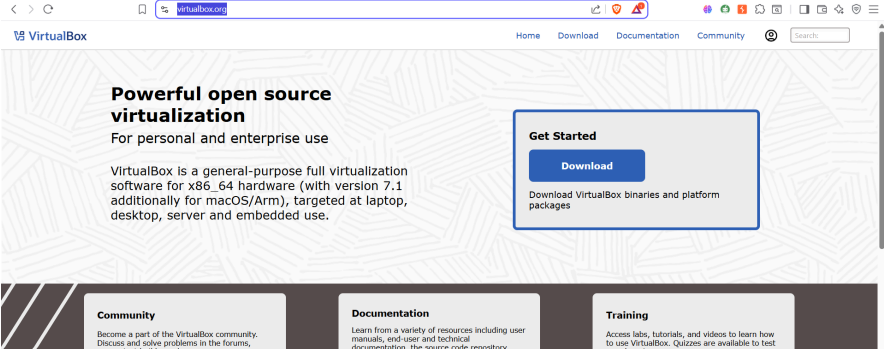 virtualbox.org
VirtualBox
Home Download Documentation Community Search:
Powerful open source
virtualization
For personal and enterprise use
VirtualBox is a general-purpose full virtualization
software for x86_64 hardware (with version 7.1
additionally for macOS/Arm), targeted at laptop,
desktop, server and embedded use.
Get Started
Download
Download VirtualBox binaries and platform
packages
Community
Become a part of the VirtualBox community.
Discuss and solve problems in the forums,
Documentation
Learn from a variety of resources including user
manuals, end-user and technical
documentation, the source code repository
Training
Access labs, tutorials, and videos to learn how
to use VirtualBox. Quizzes are available to test